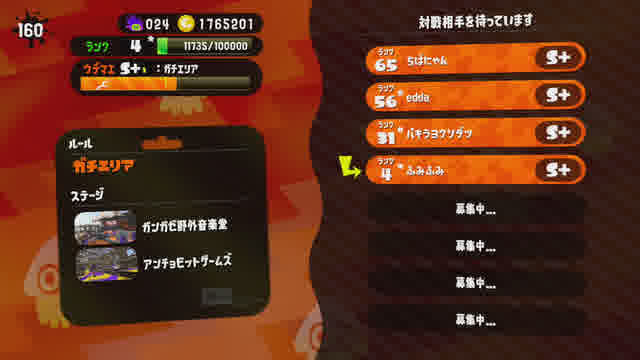 160
024
1765201
ランク 4* 11735/100000
ウデマエ S+ : ガチエリア
ルール
ガチエリア
ステージ
ガンガゼ野外音楽堂
アンチョビットゲームズ
対戦相手を待っています
ランク 65 ちはにゃん S+
ランク 56* edda S+
ランク 31* バキラヨクソダッ S+
ランク 4* ふみふみ S+
募集中...
募集中...
募集中...
募集中...